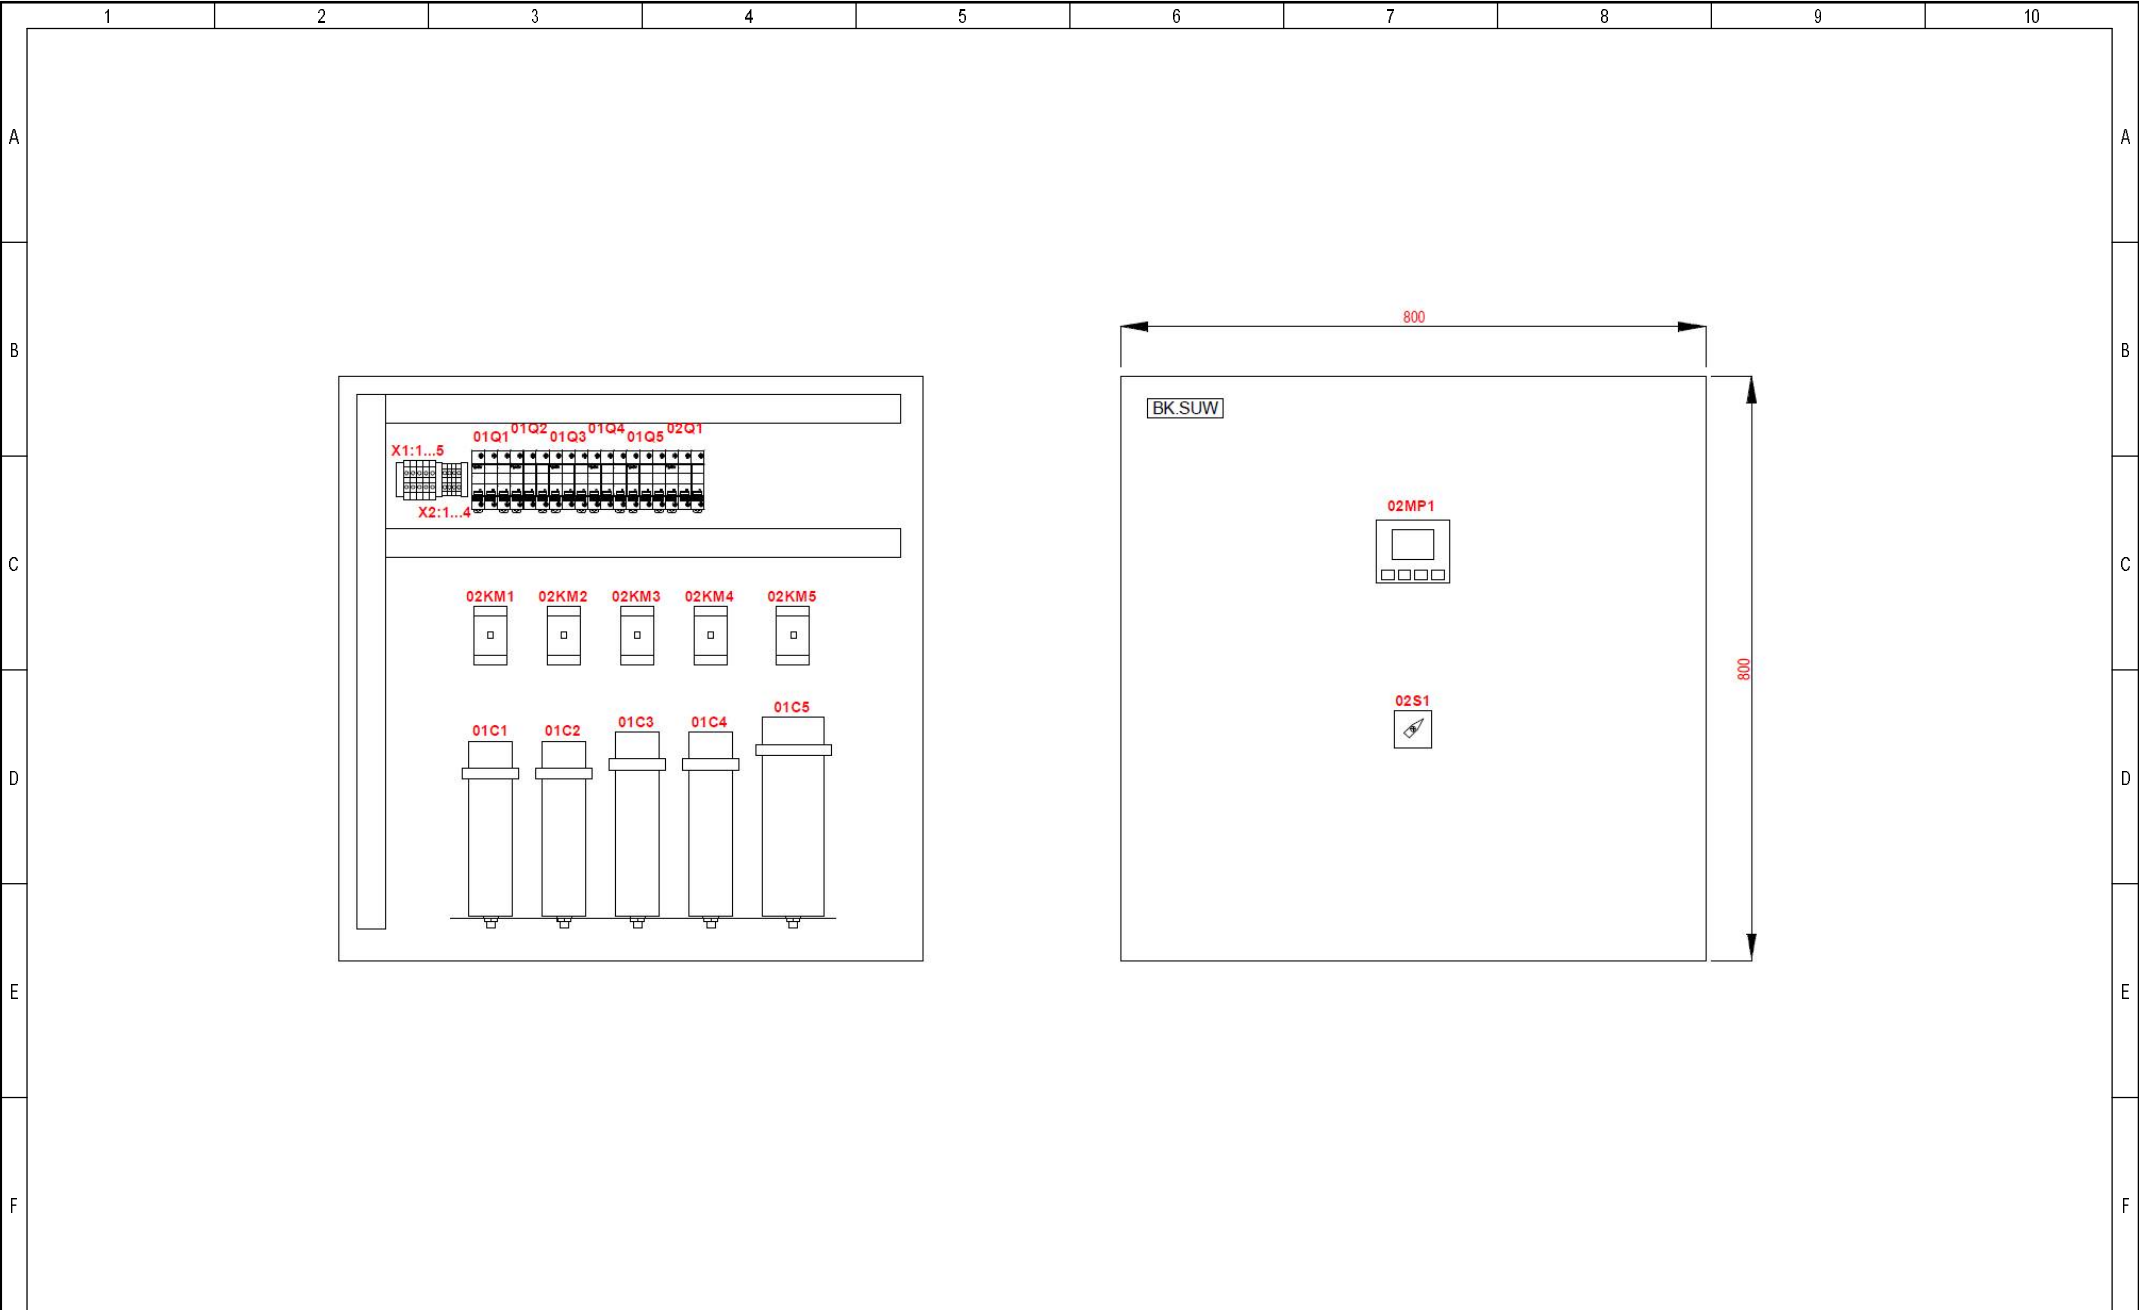 1 2 3 4 5 6 7 8 9 10
A A
800
B B
BK.SUW
01Q1 01Q2 01Q3 01Q4 01Q5 02Q1
X1:1...5
X2:1...4
02MP1
C C
02KM1 02KM2 02KM3 02KM4 02KM5
800
02S1
01C1 01C2 01C3 01C4 01C5
D D
E E
F F